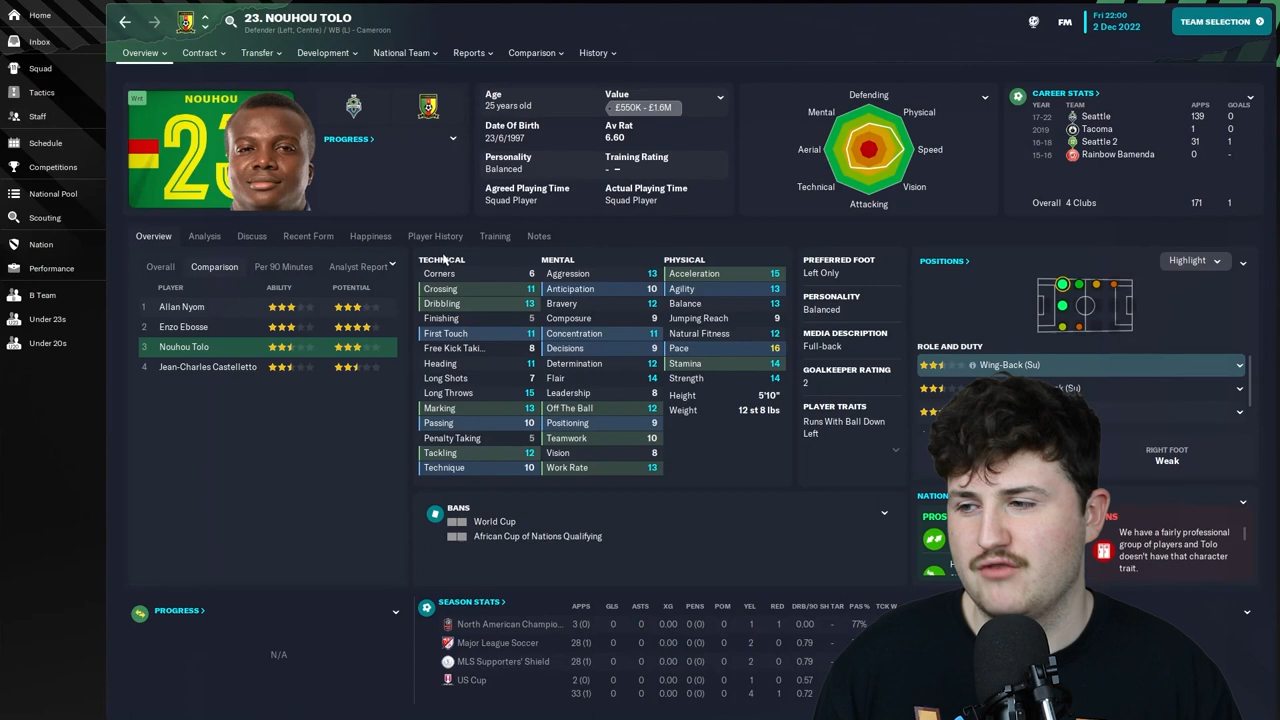 Home
Inbox
Squad
Tactics
Staff
Schedule
Competitions
National Pool
Scouting
Nation
Performance
B Team
Under 23s
Under 20s
23. NOUHOU TOLO
Defender (Left, Centre) / WB (L) - Cameroon
FM
Fri 22:00
2 Dec 2022
TEAM SELECTION
Overview
Contract
Transfer
Development
National Team
Reports
Comparison
History
Wnt
NOUHOU
23
PROGRESS >
Age
25 years old
Value
£550K - £1.6M
Date Of Birth
23/6/1997
Av Rat
6.60
Personality
Balanced
Training Rating
- –
Agreed Playing Time
Squad Player
Actual Playing Time
Squad Player
Defending
Mental
Physical
Aerial
Speed
Technical
Vision
Attacking
CAREER STATS >
YEAR TEAM APPS GOALS
17-22 Seattle 139 0
2019 Tacoma 1 0
16-18 Seattle 2 31 1
15-16 Rainbow Bamenda 0 -
Overall 4 Clubs 171 1
Overview Analysis Discuss Recent Form Happiness Player History Training Notes
Overall Comparison Per 90 Minutes Analyst Report
PLAYER ABILITY POTENTIAL
1 Allan Nyom
2 Enzo Ebosse
3 Nouhou Tolo
4 Jean-Charles Castelletto
TECHNICAL
Corners 6
Crossing 11
Dribbling 13
Finishing 5
First Touch 11
Free Kick Taki... 8
Heading 11
Long Shots 7
Long Throws 15
Marking 13
Passing 10
Penalty Taking 5
Tackling 12
Technique 10
MENTAL
Aggression 13
Anticipation 10
Bravery 12
Composure 9
Concentration 11
Decisions 9
Determination 12
Flair 14
Leadership 8
Off The Ball 12
Positioning 9
Teamwork 10
Vision 8
Work Rate 13
PHYSICAL
Acceleration 15
Agility 13
Balance 13
Jumping Reach 9
Natural Fitness 12
Pace 16
Stamina 14
Strength 14
Height 5'10"
Weight 12 st 8 lbs
PREFERRED FOOT
Left Only
PERSONALITY
Balanced
MEDIA DESCRIPTION
Full-back
GOALKEEPER RATING
2
PLAYER TRAITS
Runs With Ball Down
Left
POSITIONS >
Highlight
ROLE AND DUTY
Wing-Back (Su)
(Su)
RIGHT FOOT
Weak
BANS
World Cup
African Cup of Nations Qualifying
We have a fairly professional
group of players and Tolo
doesn't have that character
trait.
PROGRESS >
N/A
SEASON STATS >
APPS GLS ASTS XG PENS POM YEL RED DRB/90 SH TAR PAS % TCK W
North American Champio... 3 (0) 0 0 0.00 0 (0) 0 1 1 0.00 - 77%
Major League Soccer 28 (1) 0 0 0.00 0 (0) 0 2 0 0.79 -
MLS Supporters' Shield 28 (1) 0 0 0.00 0 (0) 0 2 0 0.79 -
US Cup 2 (0) 0 0 0.00 0 (0) 0 1 0 0.57 -
33 (1) 0 0 0.00 0 (0) 0 4 1 0.72 -